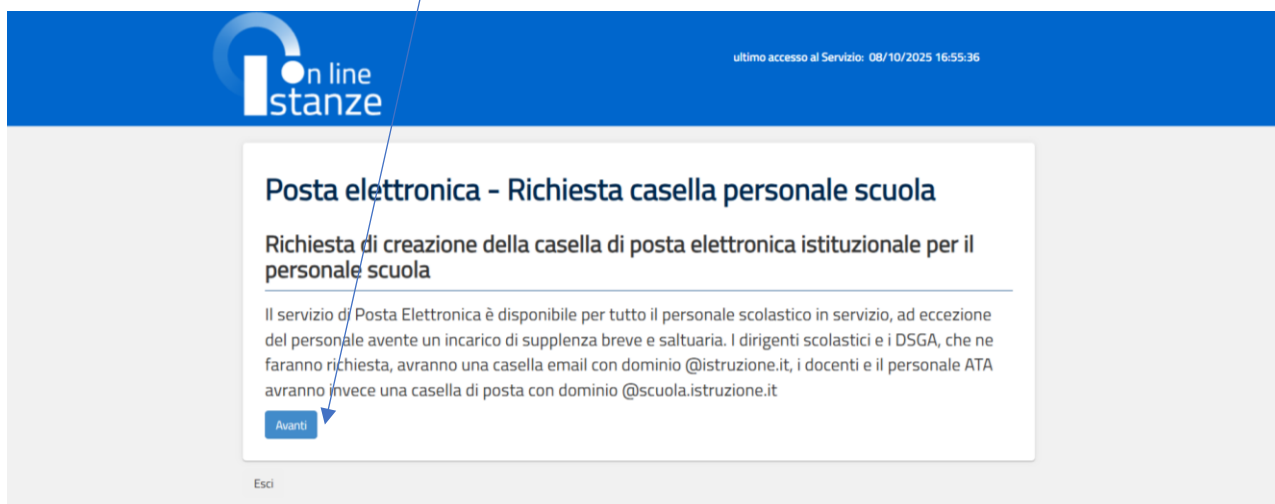 On line
Istanze
ultimo accesso al Servizio: 08/10/2025 16:55:36
Posta elettronica - Richiesta casella personale scuola
Richiesta di creazione della casella di posta elettronica istituzionale per il
personale scuola
Il servizio di Posta Elettronica è disponibile per tutto il personale scolastico in servizio, ad eccezione
del personale avente un incarico di supplenza breve e saltuaria. I dirigenti scolastici e i DSGA, che ne
faranno richiesta, avranno una casella email con dominio @istruzione.it, i docenti e il personale ATA
avranno invece una casella di posta con dominio @scuola.istruzione.it
Avanti
Esci